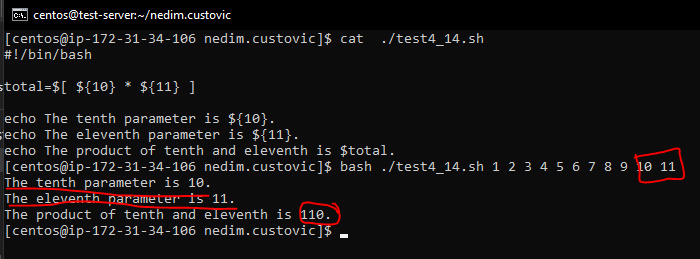 centos@test-server:~/nedim.custovic
[centos@ip-172-31-34-106 nedim.custovic]$ cat  ./test4_14.sh
#!/bin/bash
total=$[ ${10} * ${11} ]
echo The tenth parameter is ${10}.
echo The eleventh parameter is ${11}.
echo The product of tenth and eleventh is $total.
[centos@ip-172-31-34-106 nedim.custovic]$ bash ./test4_14.sh 1 2 3 4 5 6 7 8 9 10 11
The tenth parameter is 10.
The eleventh parameter is 11.
The product of tenth and eleventh is 110.
[centos@ip-172-31-34-106 nedim.custovic]$